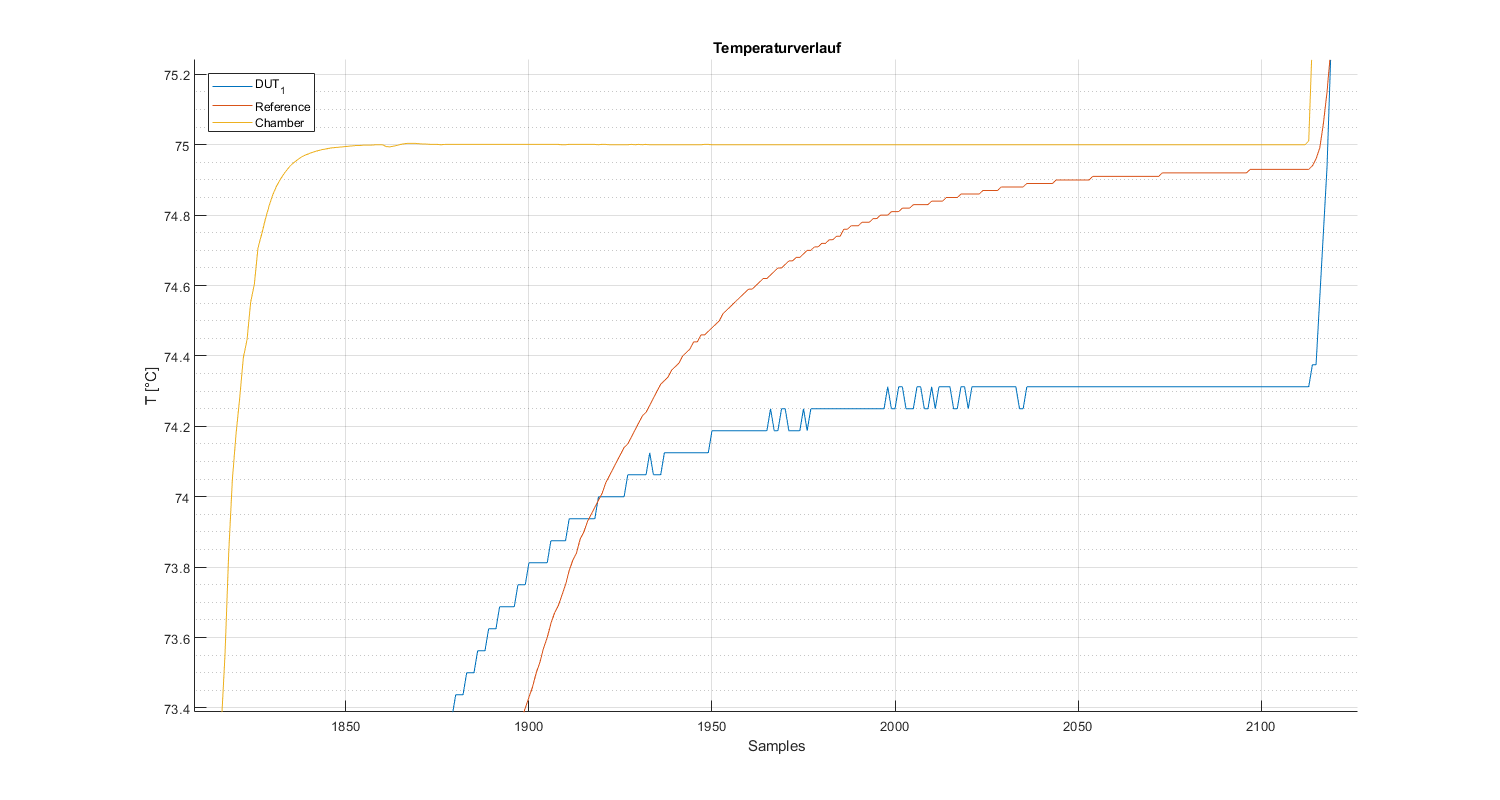 Temperaturverlauf
75.2
75
74.8
74.6
74.4
74.2
74
73.8
73.6
73.4
T [°C]
DUT1
Reference
Chamber
1850 1900 1950 2000 2050 2100
Samples